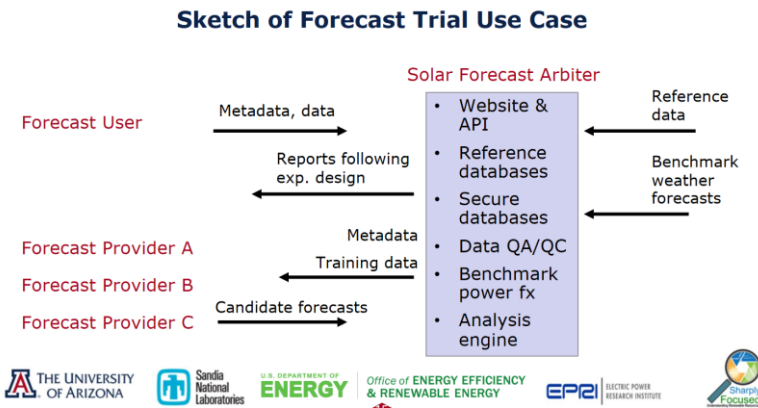 Sketch of Forecast Trial Use Case
Solar Forecast Arbiter
Forecast User
Metadata, data
Reports following
exp. design
Forecast Provider A
Forecast Provider B
Forecast Provider C
Metadata
Training data
Candidate forecasts
• Website &
API
• Reference
databases
• Secure
databases
• Data QA/QC
• Benchmark
power fx
• Analysis
engine
Reference
data
Benchmark
weather
forecasts
A
THE UNIVERSITY
OF ARIZONA
Sandia
National
Laboratories
U.S. DEPARTMENT OF
ENERGY
Office of ENERGY EFFICIENCY
& RENEWABLE ENERGY
EPRI
ELECTRIC POWER
RESEARCH INSTITUTE
Sharply
Focused